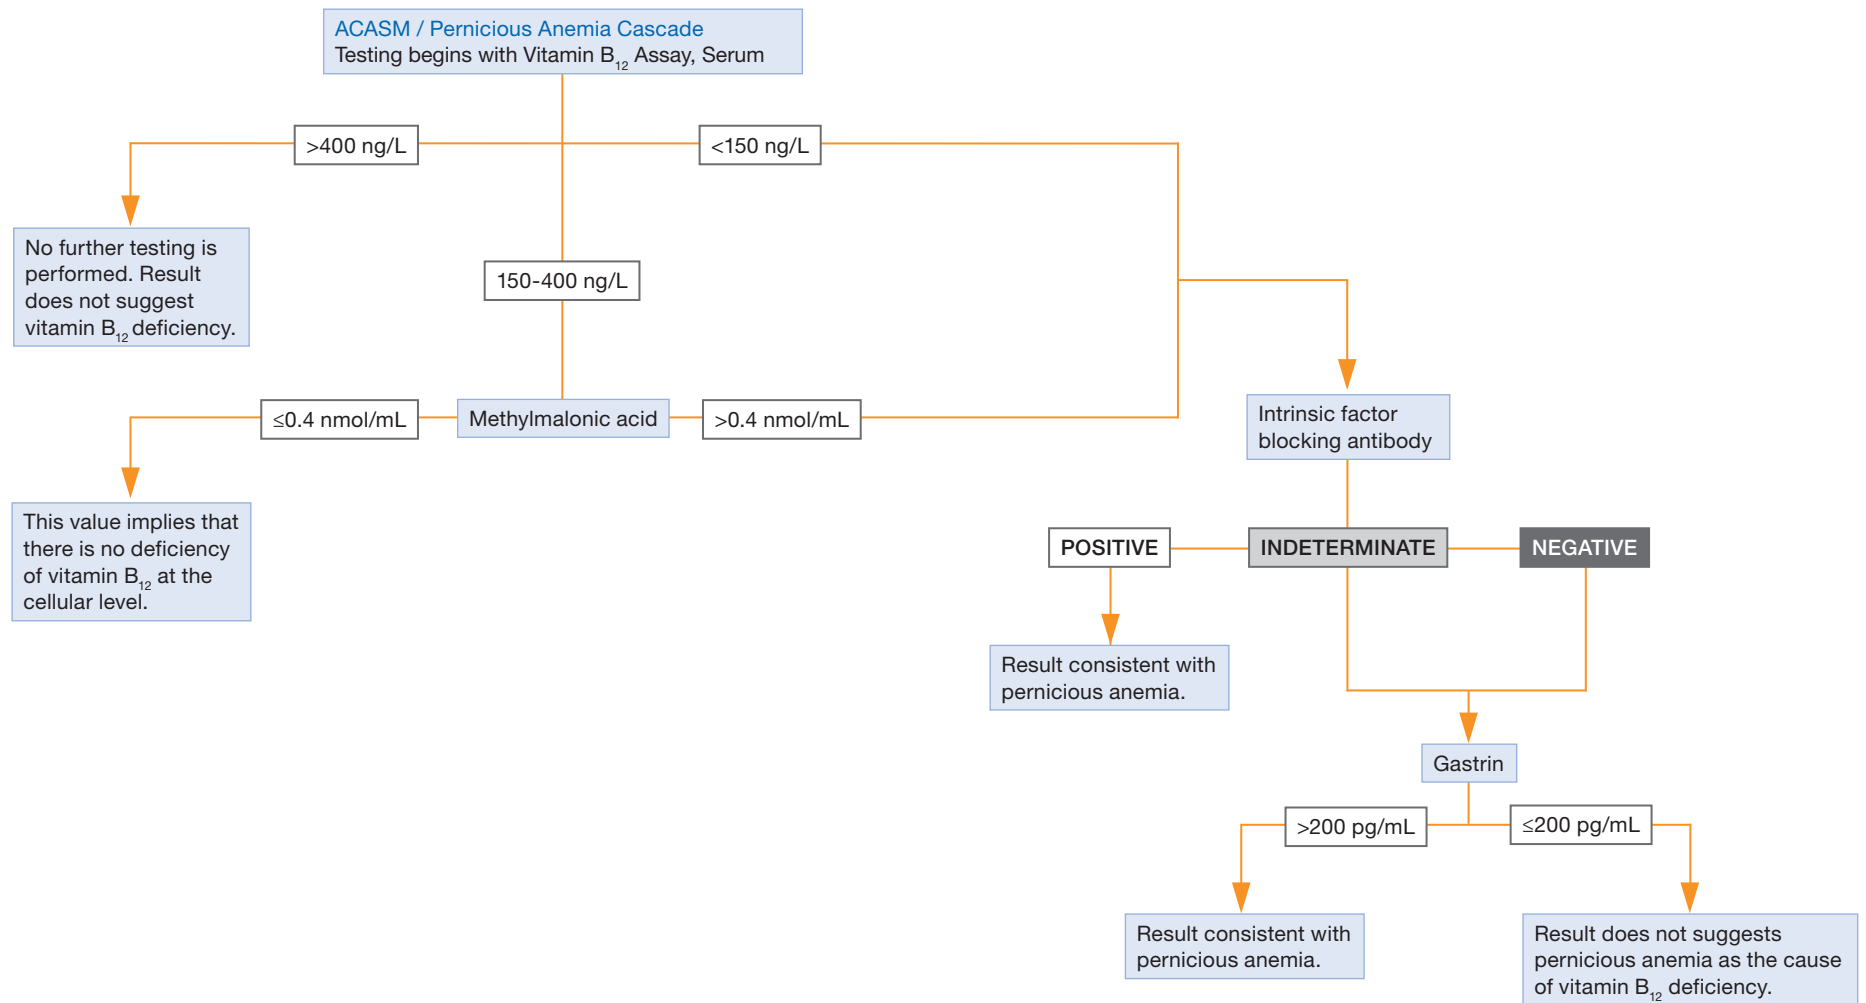 ACASM / Pernicious Anemia Cascade
Testing begins with Vitamin B12 Assay, Serum
>400 ng/L
<150 ng/L
No further testing is
performed. Result
does not suggest
vitamin B12 deficiency.
150-400 ng/L
≤0.4 nmol/mL
Methylmalonic acid
>0.4 nmol/mL
Intrinsic factor
blocking antibody
This value implies that
there is no deficiency
of vitamin B12 at the
cellular level.
POSITIVE
INDETERMINATE
NEGATIVE
Result consistent with
pernicious anemia.
Gastrin
>200 pg/mL
≤200 pg/mL
Result consistent with
pernicious anemia.
Result does not suggests
pernicious anemia as the cause
of vitamin B12 deficiency.